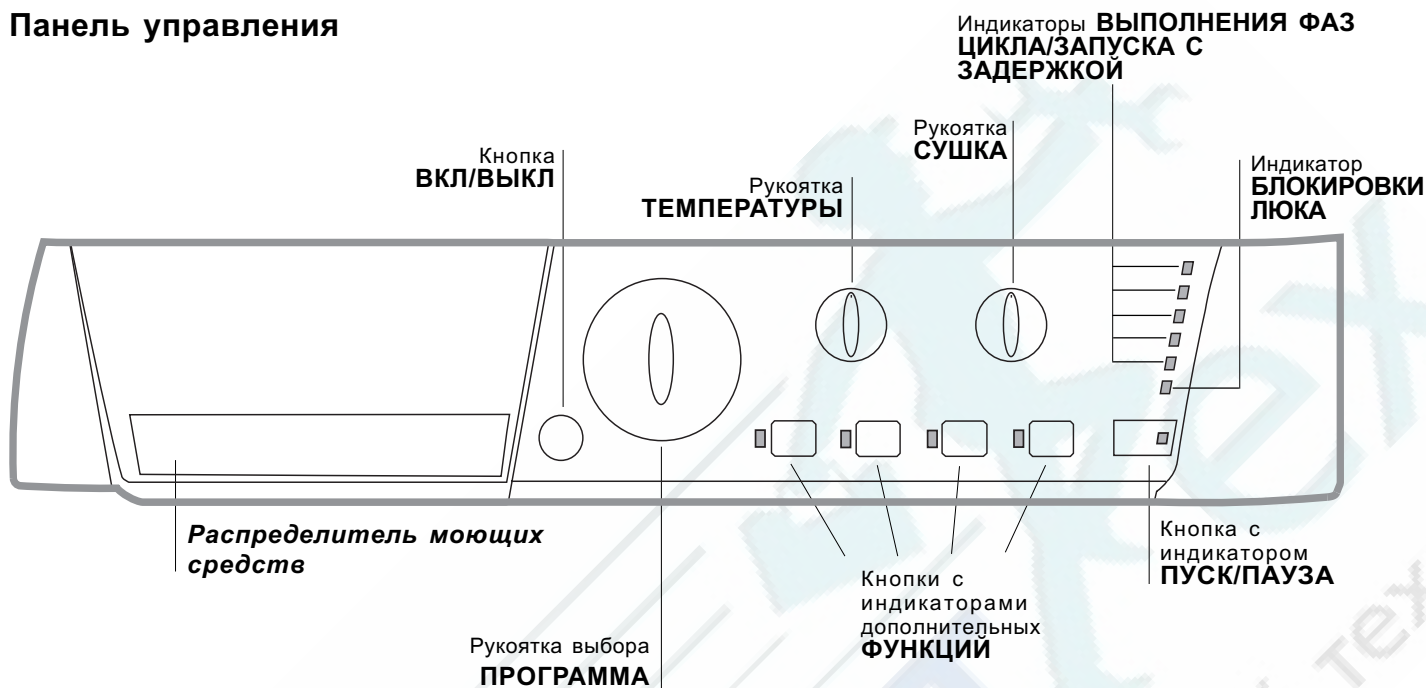 Панель управления
Индикаторы ВЫПОЛНЕНИЯ ФАЗ
ЦИКЛА/ЗАПУСКА С
ЗАДЕРЖКОЙ
Рукоятка
СУШКА
Кнопка
ВКЛ/ВЫКЛ
Рукоятка
ТЕМПЕРАТУРЫ
Индикатор
БЛОКИРОВКИ
ЛЮКА
Распределитель моющих
средств
Кнопка с
индикатором
ПУСК/ПАУЗА
Кнопки с
индикаторами
дополнительных
ФУНКЦИЙ
Рукоятка выбора
ПРОГРАММА